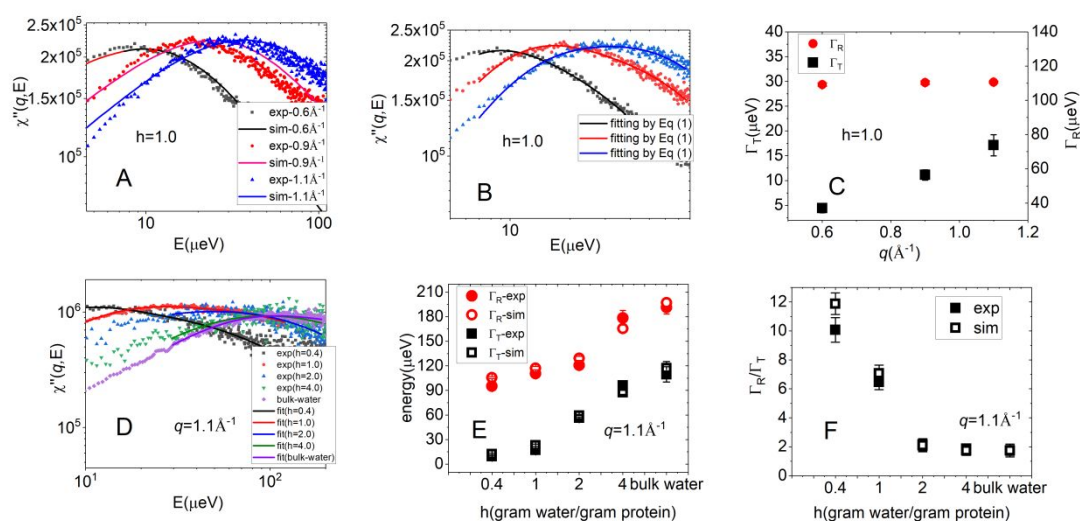 2.25x10⁵
2x10⁵
1.5x10⁵
10⁵
χ''(q,E)
h=1.0
A
exp-0.6Å⁻¹
sim-0.6Å⁻¹
exp-0.9Å⁻¹
sim-0.9Å⁻¹
exp-1.1Å⁻¹
sim-1.1Å⁻¹
10
100
E(μeV)
2.25x10⁵
2x10⁵
1.5x10⁵
10⁵
χ''(q,E)
h=1.0
B
fitting by Eq (1)
fitting by Eq (1)
fitting by Eq (1)
10
E(μeV)
45
40
35
30
25
20
15
10
5
Γ_T(μeV)
Γ_R
Γ_T
h=1.0
C
140
120
100
80
60
40
Γ_R(μeV)
0.6
0.8
1.0
1.2
q(Å⁻¹)
10⁶
10⁵
χ''(q,E)
D
q=1.1Å⁻¹
exp(h=0.4)
exp(h=1.0)
exp(h=2.0)
exp(h=4.0)
bulk-water
fit(h=0.4)
fit(h=1.0)
fit(h=2.0)
fit(h=4.0)
fit(bulk-water)
10¹
10²
E(μeV)
210
180
150
120
90
60
30
0
energy(μeV)
Γ_R-exp
Γ_R-sim
Γ_T-exp
Γ_T-sim
E
q=1.1Å⁻¹
0.4 1 2 4 bulk water
h(gram water/gram protein)
12
10
8
6
4
2
0
Γ_R/Γ_T
exp
sim
F
q=1.1Å⁻¹
0.4 1 2 4 bulk water
h(gram water/gram protein)